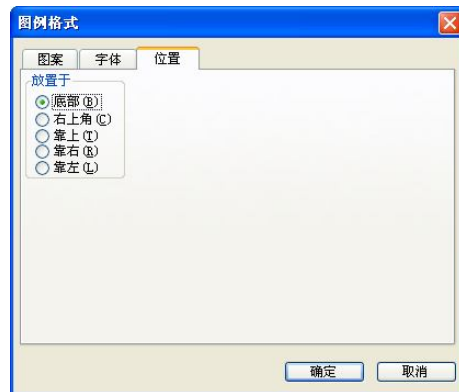 图例格式
图案 字体 位置
放置于
底部(B)
右上角(C)
靠上(T)
靠右(R)
靠左(L)
确定 取消